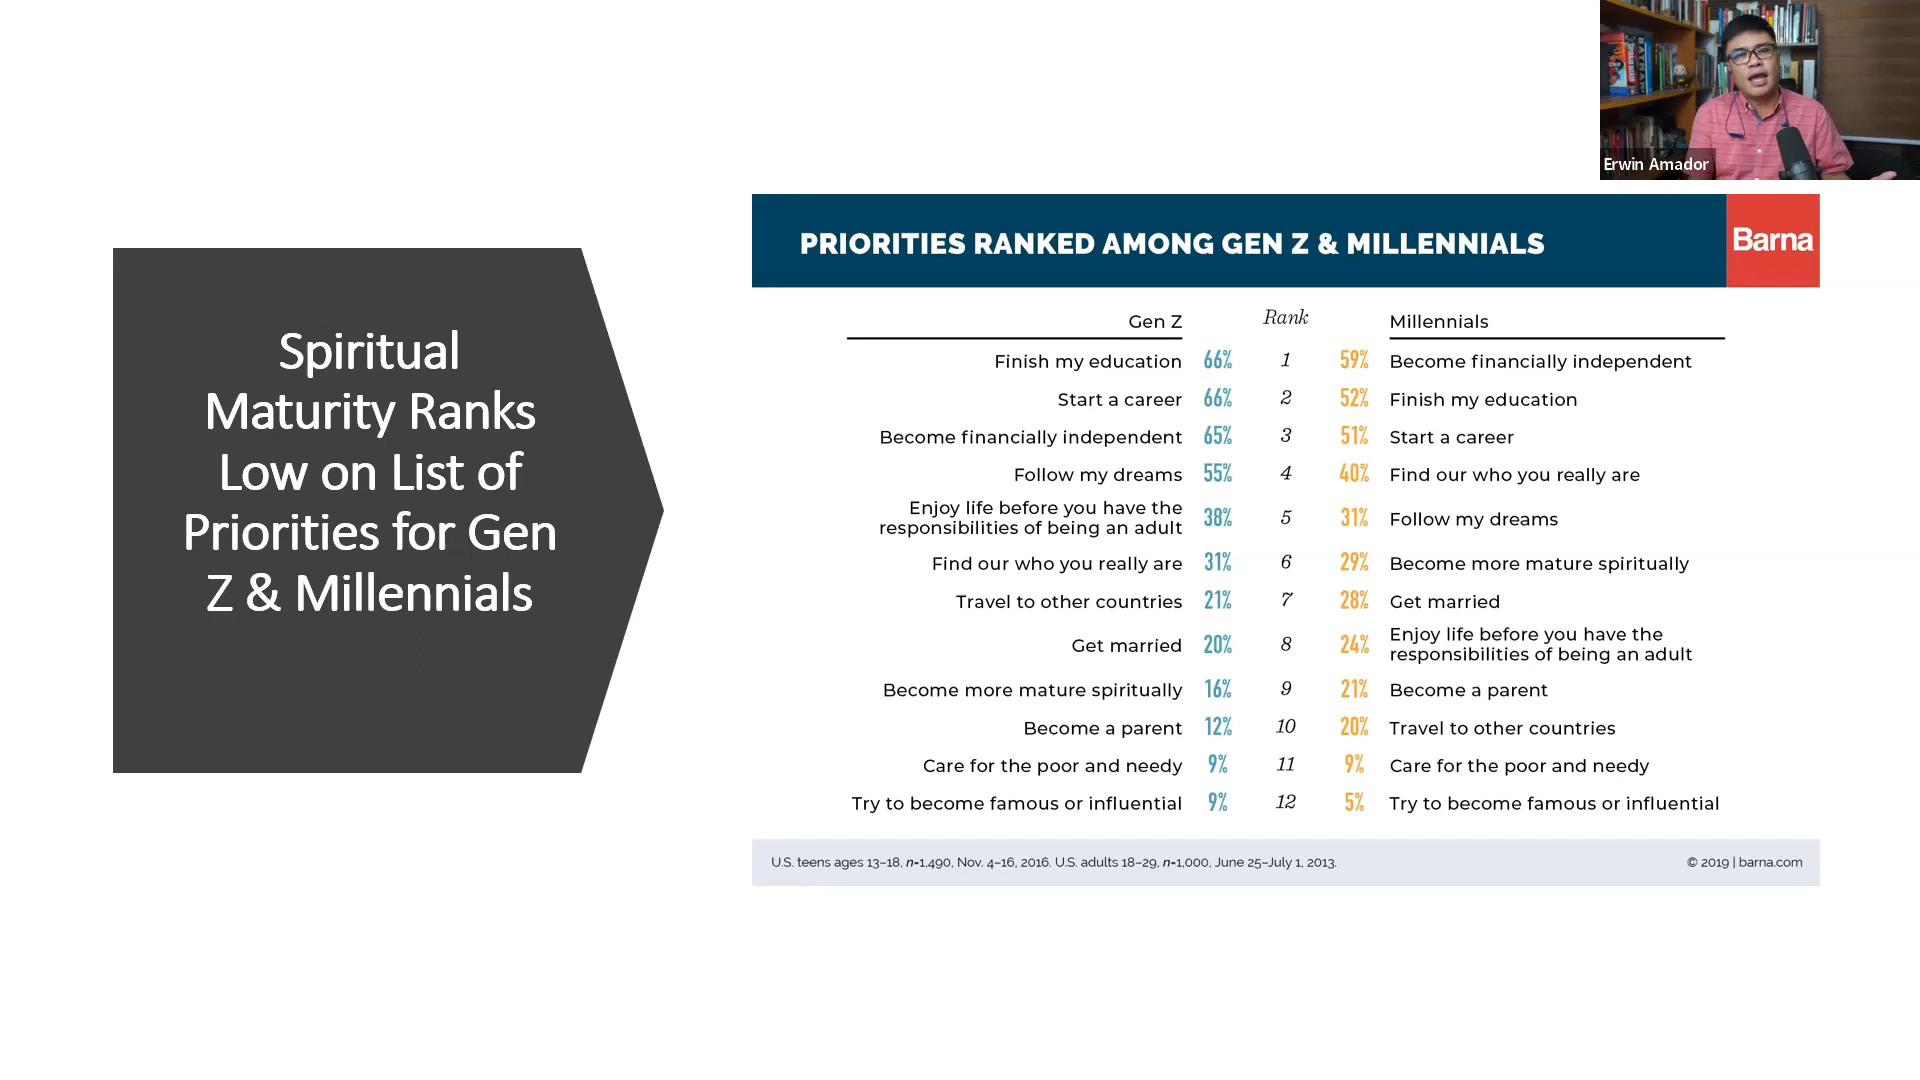 Erwin Amador
Spiritual
Maturity Ranks
Low on List of
Priorities for Gen
Z & Millennials
PRIORITIES RANKED AMONG GEN Z & MILLENNIALS
Barna
Gen Z Rank Millennials
Finish my education 66% 1 59% Become financially independent
Start a career 66% 2 52% Finish my education
Become financially independent 65% 3 51% Start a career
Follow my dreams 55% 4 40% Find our who you really are
Enjoy life before you have the
responsibilities of being an adult 38% 5 31% Follow my dreams
Find our who you really are 31% 6 29% Become more mature spiritually
Travel to other countries 21% 7 28% Get married
Get married 20% 8 24% Enjoy life before you have the
responsibilities of being an adult
Become more mature spiritually 16% 9 21% Become a parent
Become a parent 12% 10 20% Travel to other countries
Care for the poor and needy 9% 11 9% Care for the poor and needy
Try to become famous or influential 9% 12 5% Try to become famous or influential
U.S. teens ages 13–18, n=1,490, Nov. 4–16, 2016. U.S. adults 18–29, n=1,000, June 25–July 1, 2013.
© 2019 | barna.com